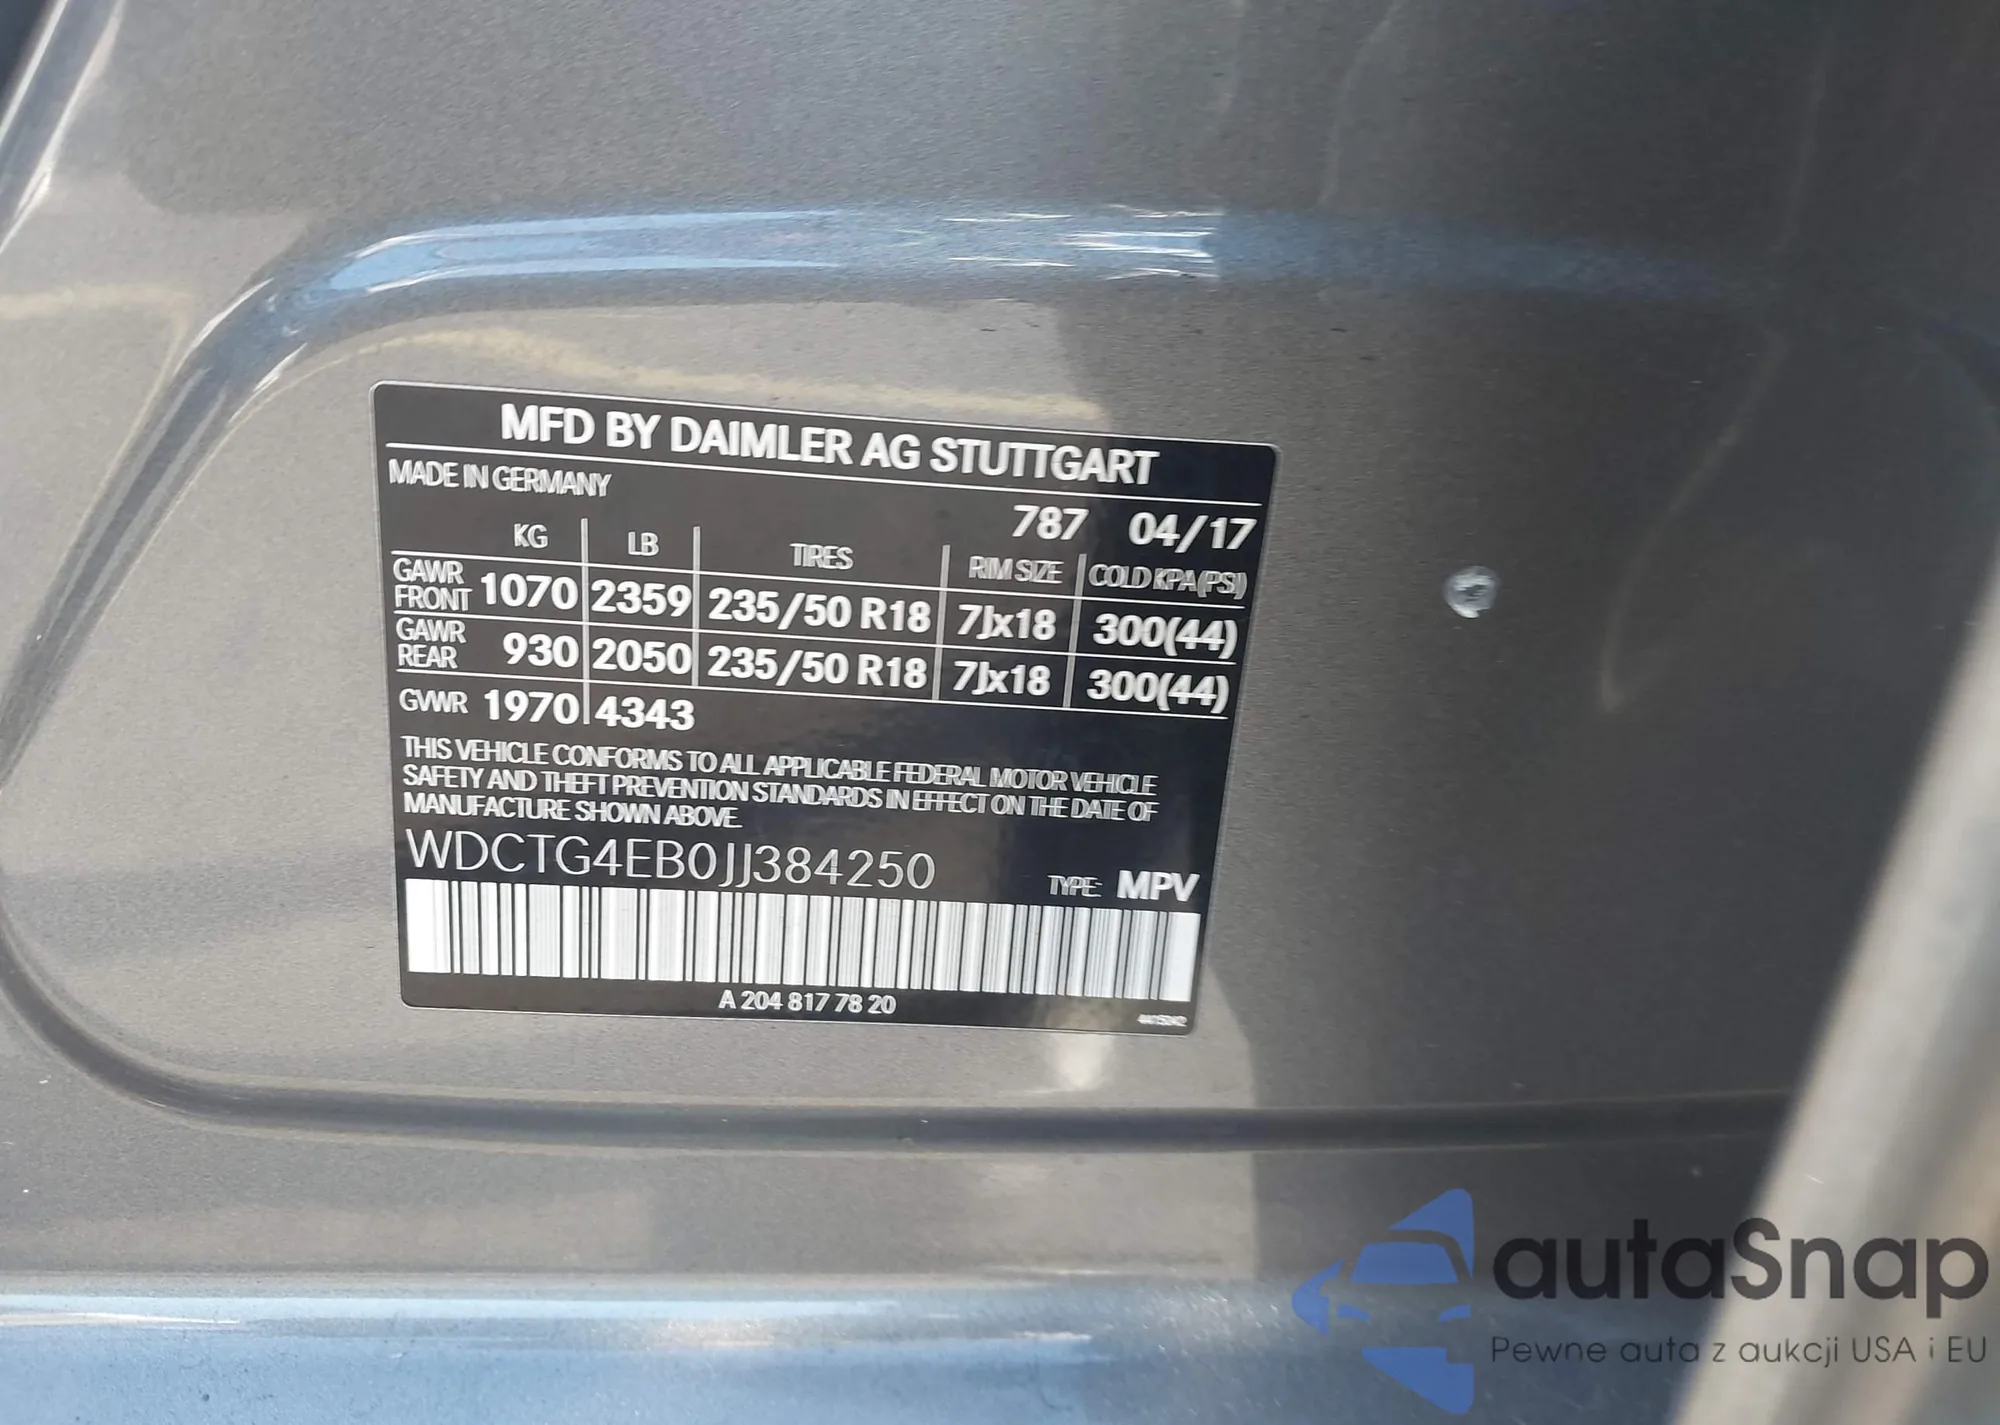 MFD BY DAIMLER AG STUTTGART
MADE IN GERMANY
787 04/17
KG LB TIRES RIM SIZE COLD KPA(PSI)
GAWR FRONT 1070 2359 235/50 R18 7Jx18 300(44)
GAWR REAR 930 2050 235/50 R18 7Jx18 300(44)
GVWR 1970 4343
THIS VEHICLE CONFORMS TO ALL APPLICABLE FEDERAL MOTOR VEHICLE
SAFETY AND THEFT PREVENTION STANDARDS IN EFFECT ON THE DATE OF
MANUFACTURE SHOWN ABOVE.
WDCTG4EB0JJ384250
TYPE: MPV
A 204 817 78 20
autaSnap
Pewne auta z aukcji USA i EU